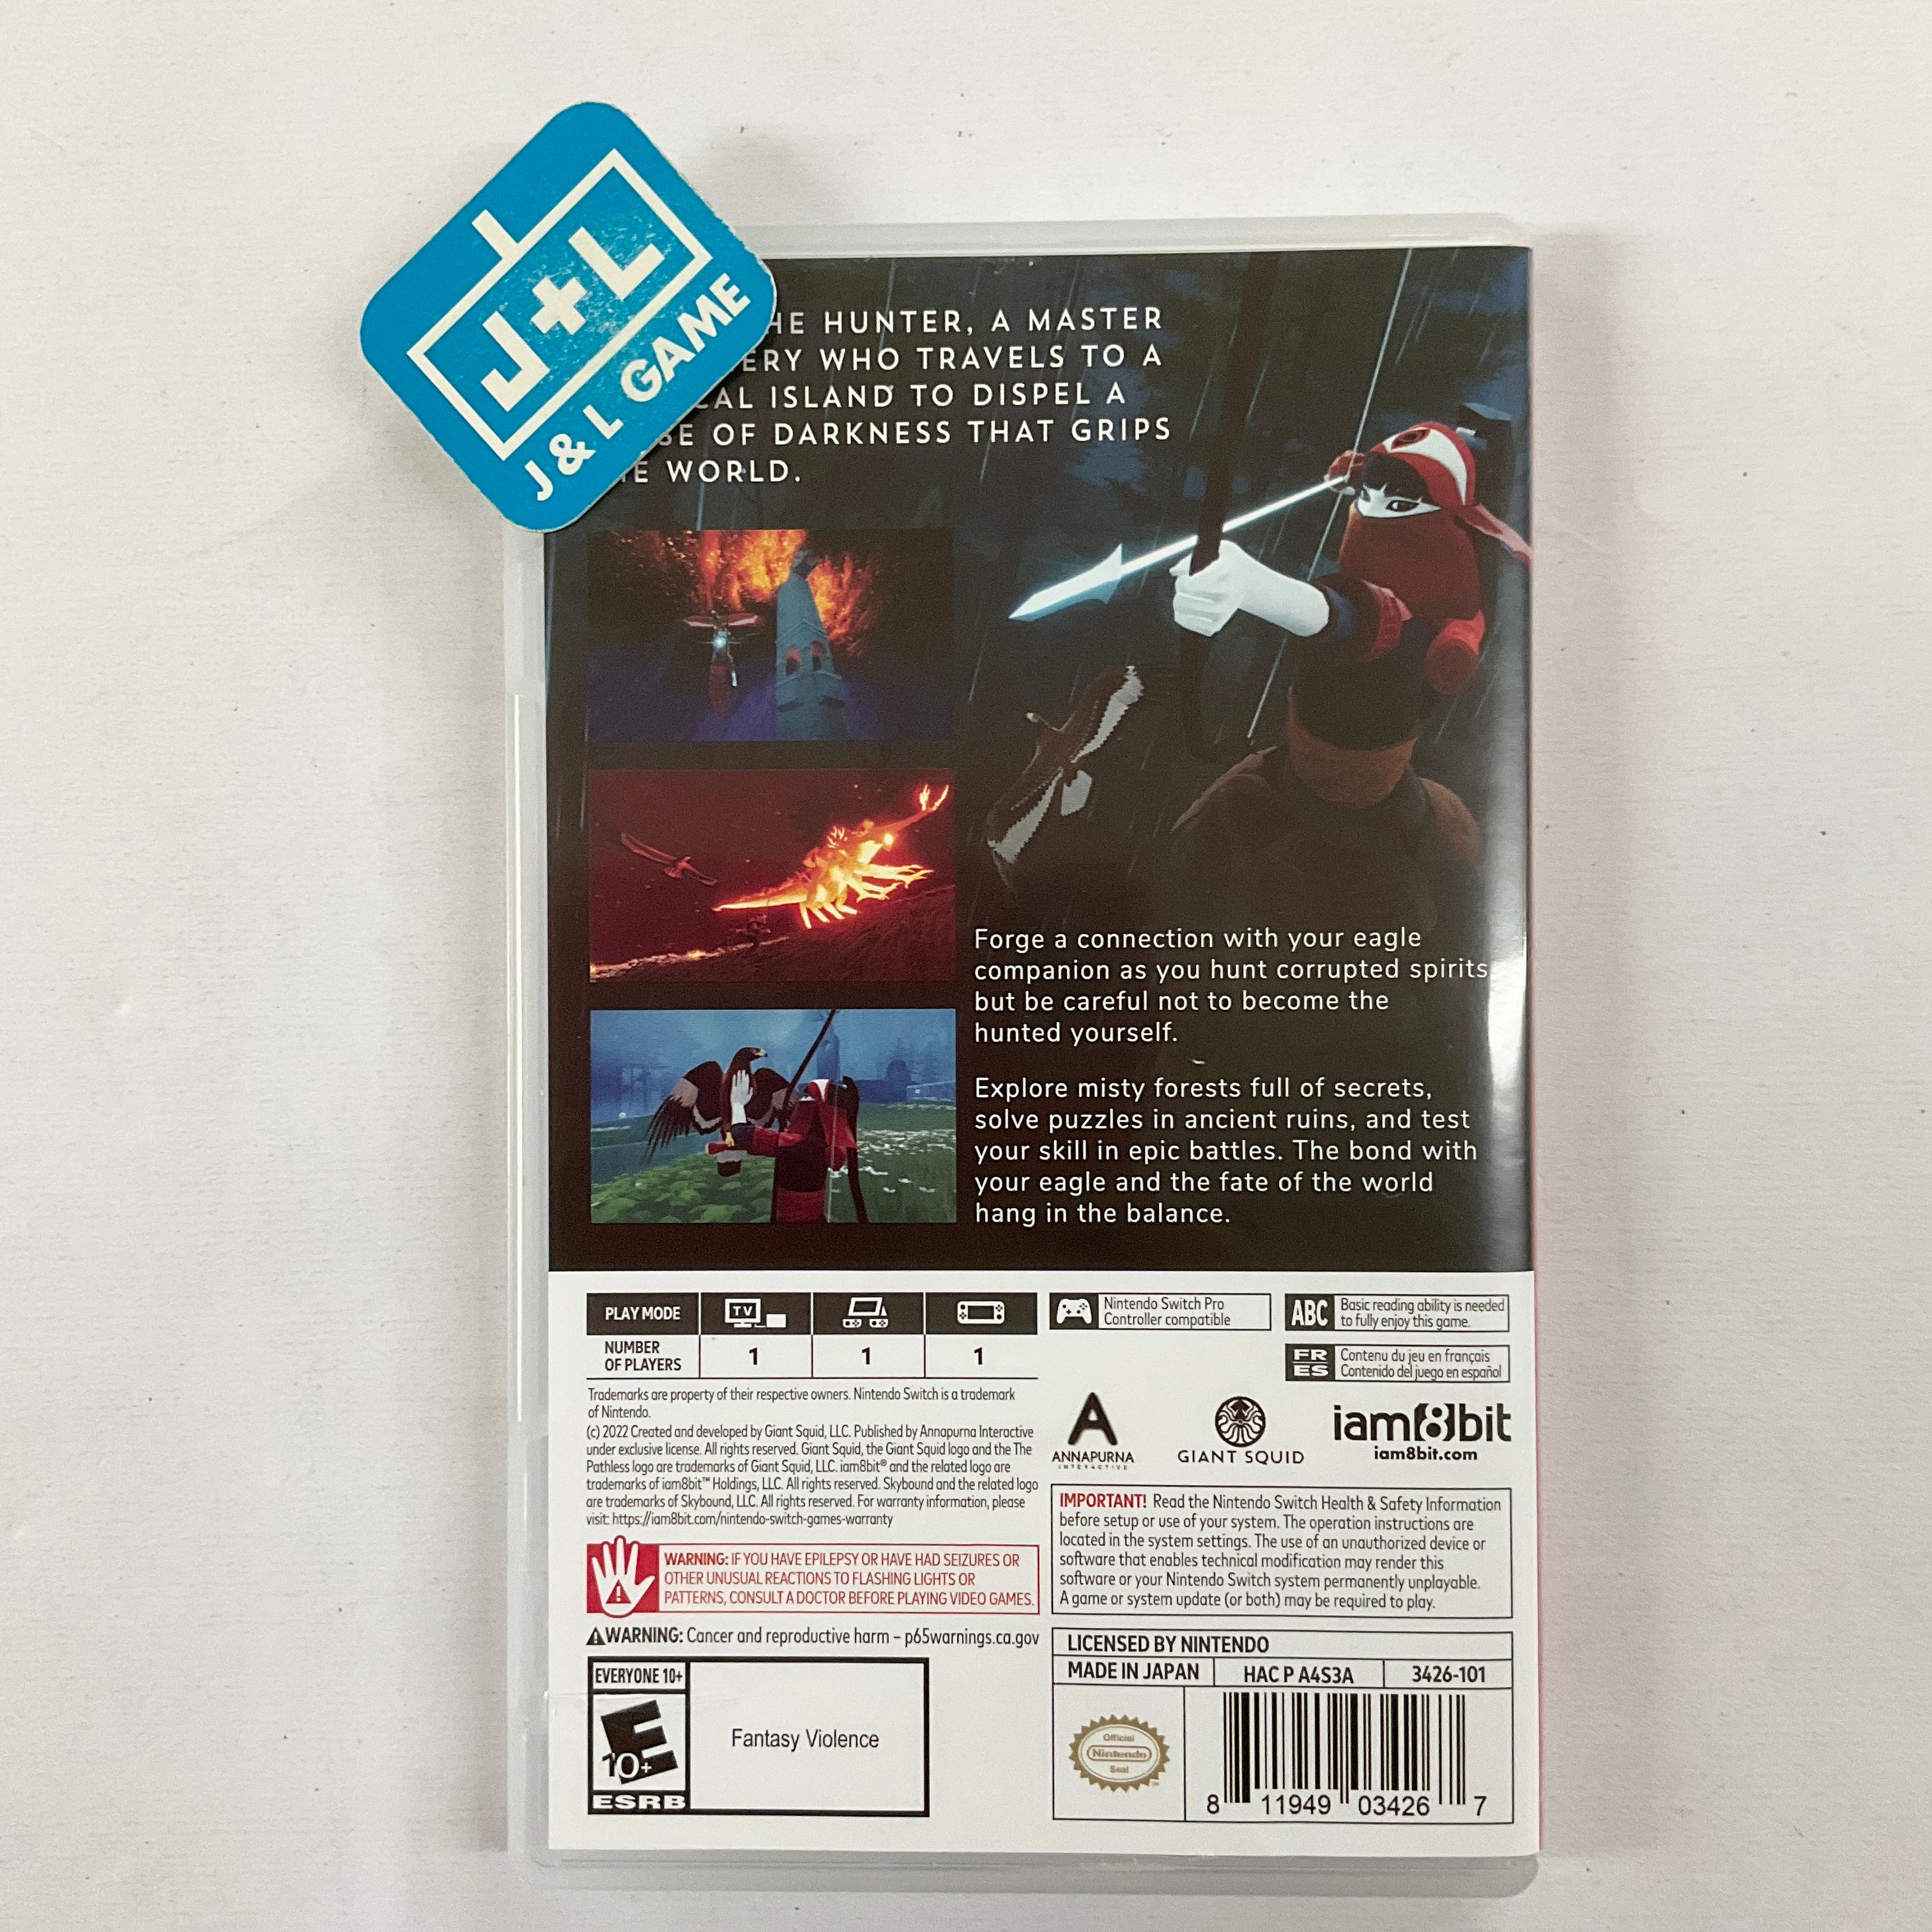 J+L
J & L GAME
HE HUNTER, A MASTER
ERY WHO TRAVELS TO A
CAL ISLAND TO DISPEL A
SE OF DARKNESS THAT GRIPS
E WORLD.
Forge a connection with your eagle
companion as you hunt corrupted spirits
but be careful not to become the
hunted yourself.
Explore misty forests full of secrets,
solve puzzles in ancient ruins, and test
your skill in epic battles. The bond with
your eagle and the fate of the world
hang in the balance.
PLAY MODE
TV
NUMBER
OF PLAYERS
1
1
1
Nintendo Switch Pro
Controller compatible
ABC
Basic reading ability is needed
to fully enjoy this game.
FR
ES
Contenu du jeu en français
Contenido del juego en español
Trademarks are property of their respective owners. Nintendo Switch is a trademark
of Nintendo.
(c) 2022 Created and developed by Giant Squid, LLC. Published by Annapurna Interactive
under exclusive license. All rights reserved. Giant Squid, the Giant Squid logo and the The
Pathless logo are trademarks of Giant Squid, LLC. iam8bit® and the related logo are
trademarks of iam8bit™ Holdings, LLC. All rights reserved. Skybound and the related logo
are trademarks of Skybound, LLC. All rights reserved. For warranty information, please
visit: https://iam8bit.com/nintendo-switch-games-warranty
A
ANNAPURNA
INTERACTIVE
GIANT SQUID
iam8bit
iam8bit.com
WARNING: IF YOU HAVE EPILEPSY OR HAVE HAD SEIZURES OR
OTHER UNUSUAL REACTIONS TO FLASHING LIGHTS OR
PATTERNS, CONSULT A DOCTOR BEFORE PLAYING VIDEO GAMES.
WARNING: Cancer and reproductive harm – p65warnings.ca.gov
IMPORTANT! Read the Nintendo Switch Health & Safety Information
before setup or use of your system. The operation instructions are
located in the system settings. The use of an unauthorized device or
software that enables technical modification may render this
software or your Nintendo Switch system permanently unplayable.
A game or system update (or both) may be required to play.
EVERYONE 10+
E
10+
ESRB
Fantasy Violence
LICENSED BY NINTENDO
MADE IN JAPAN
HAC P A4S3A
3426-101
Official
Nintendo
Seal
8 11949 03426 7